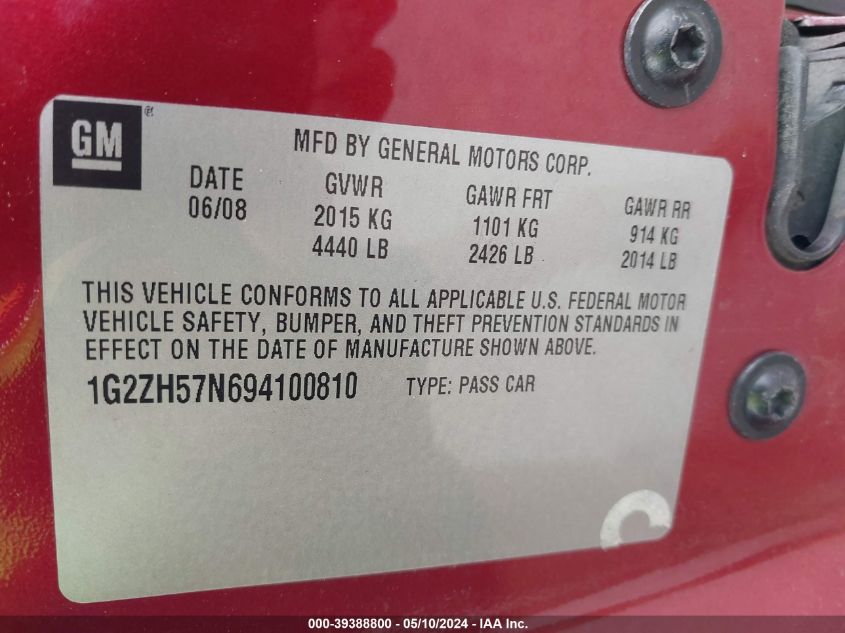 GM ®
MFD BY GENERAL MOTORS CORP.
DATE GVWR GAWR FRT GAWR RR
06/08 2015 KG 1101 KG 914 KG
4440 LB 2426 LB 2014 LB
THIS VEHICLE CONFORMS TO ALL APPLICABLE U.S. FEDERAL MOTOR
VEHICLE SAFETY, BUMPER, AND THEFT PREVENTION STANDARDS IN
EFFECT ON THE DATE OF MANUFACTURE SHOWN ABOVE.
1G2ZH57N694100810 TYPE: PASS CAR
000-39388800 - 05/10/2024 - IAA Inc.